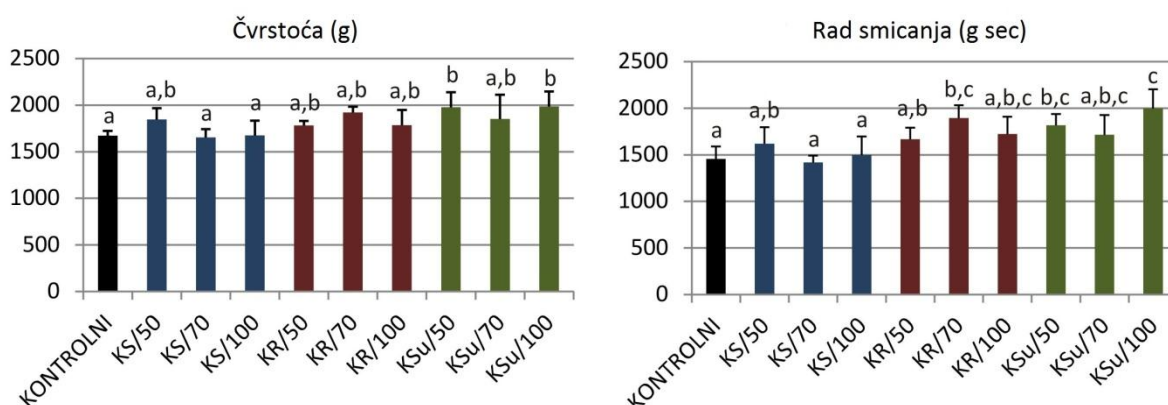 Čvrstoća (g)
2500
2000
1500
1000
500
0
a
a,b
a
a
a,b
a,b
a,b
b
a,b
b
KONTROLNI
KS/50
KS/70
KS/100
KR/50
KR/70
KR/100
KSu/50
KSu/70
KSu/100
Rad smicanja (g sec)
2500
2000
1500
1000
500
0
a
a,b
a
a
a,b
b,c
a,b,c
b,c
a,b,c
c
KONTROLNI
KS/50
KS/70
KS/100
KR/50
KR/70
KR/100
KSu/50
KSu/70
KSu/100